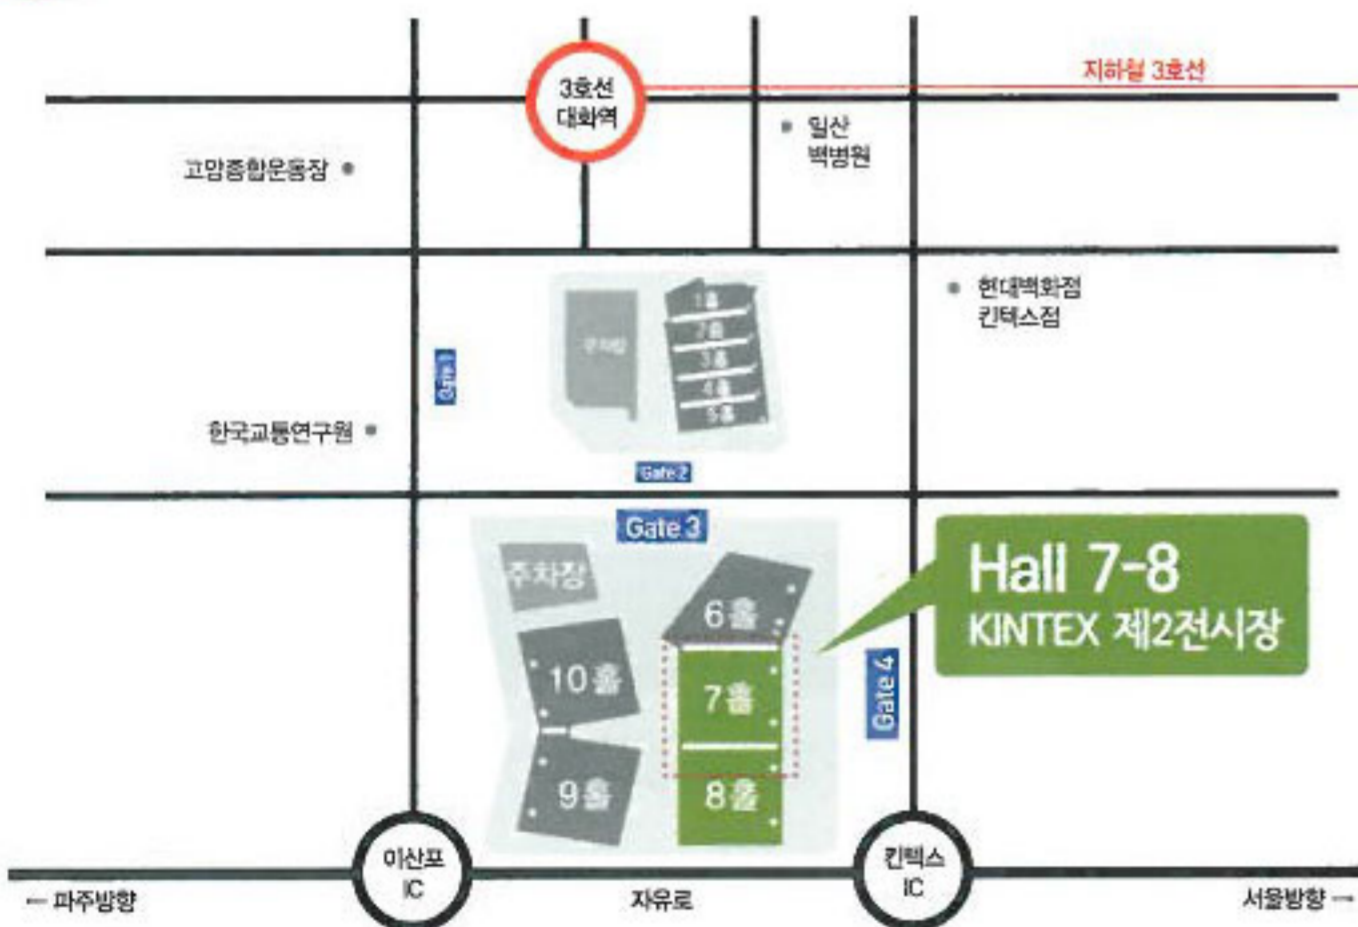 지하철 3호선
3호선
대화역
일산
백병원
고양종합운동장
현대백화점
킨텍스점
1홀
2홀
3홀
4홀
5홀
주차장
Gate 1
한국교통연구원
Gate 2
Gate 3
Hall 7-8
KINTEX 제2전시장
주차장
6홀
10홀
7홀
Gate 4
9홀
8홀
이산포
IC
킨텍스
IC
← 파주방향
자유로
서울방향 →